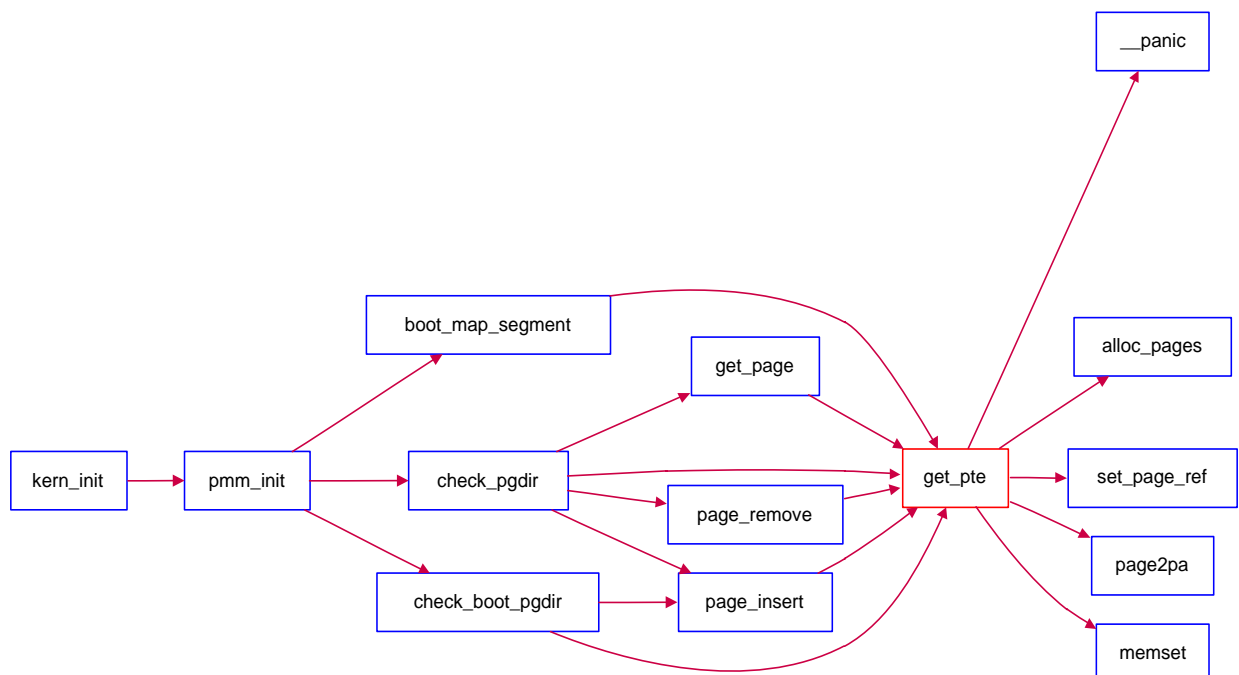 __panic
boot_map_segment
alloc_pages
get_page
kern_init
pmm_init
check_pgdir
get_pte
set_page_ref
page_remove
page2pa
check_boot_pgdir
page_insert
memset